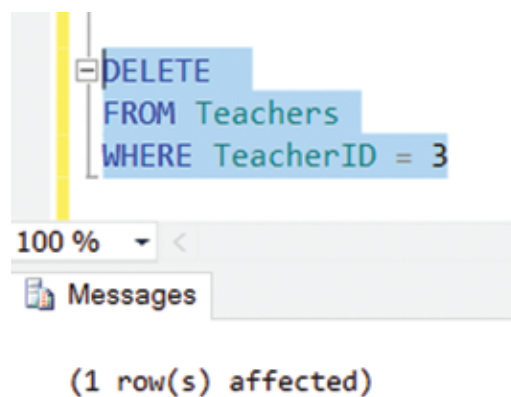 DELETE
FROM Teachers
WHERE TeacherID = 3
100 %
Messages
(1 row(s) affected)